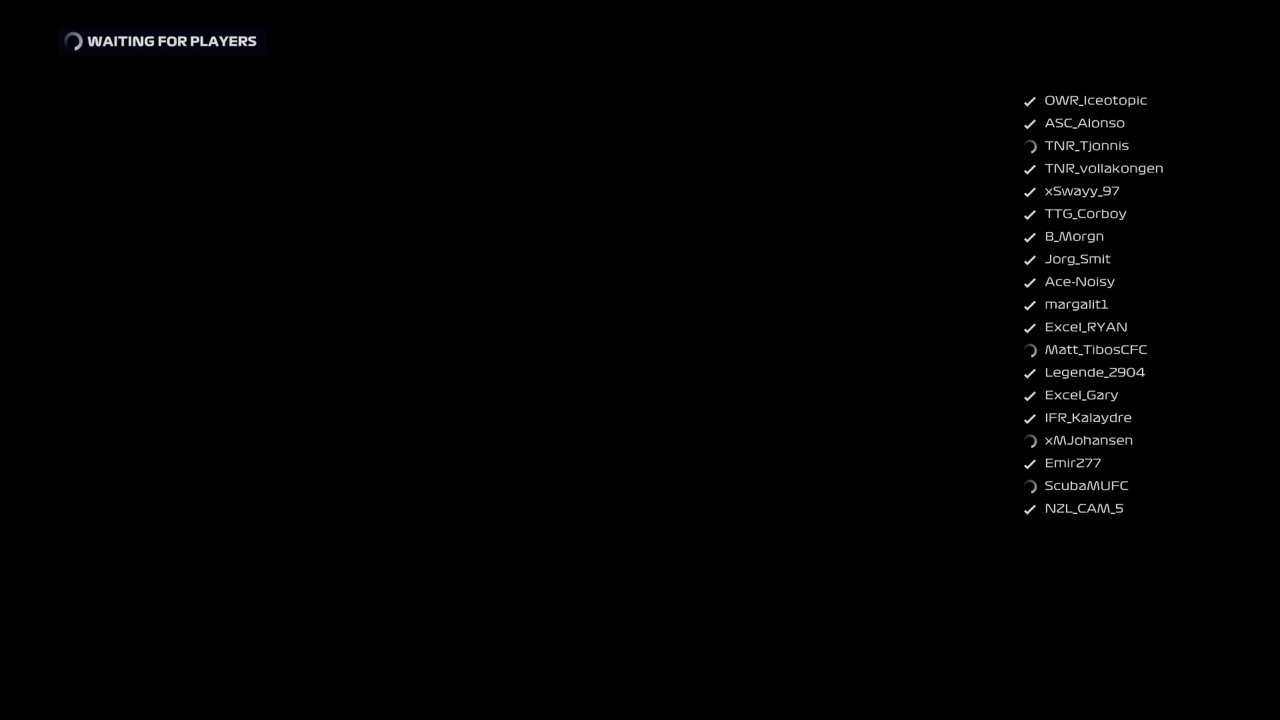 WAITING FOR PLAYERS
OWR_Iceotopic
ASC_Alonso
TNR_Tjonnis
TNR_vollakongen
xSwayy_97
TTG_Corboy
B_Morgn
Jorg_Smit
Ace-Noisy
margalit1
Excel_RYAN
Matt_TibosCFC
Legende_2904
Excel_Gary
IFR_Kalaydre
xMJohansen
Emir277
ScubaMUFC
NZL_CAM_5